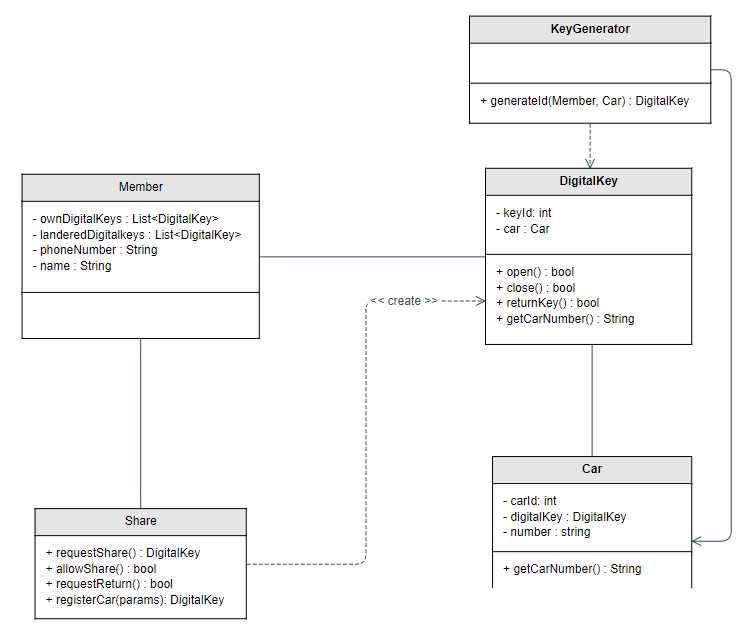 KeyGenerator
+ generateId(Member, Car) : DigitalKey
DigitalKey
- keyId: int
- car : Car
+ open() : bool
+ close() : bool
+ returnKey() : bool
+ getCarNumber() : String
Member
- ownDigitalKeys : List<DigitalKey>
- landeredDigitalkeys : List<DigitalKey>
- phoneNumber : String
- name : String
<< create >>
Car
- carId: int
- digitalKey : DigitalKey
- number : string
+ getCarNumber() : String
Share
+ requestShare() : DigitalKey
+ allowShare() : bool
+ requestReturn() : bool
+ registerCar(params): DigitalKey